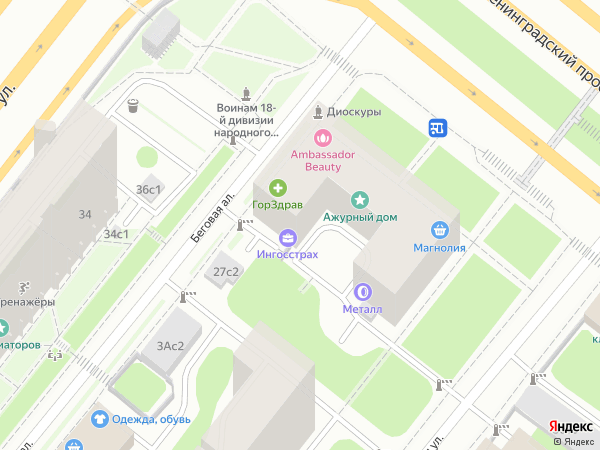 ленинградский прос
ул.
Воинам 18-
й дивизии
народного...
Диоскуры
Ambassador
Beauty
36с1
ГорЗдрав
Ажурный дом
34
Беговая ал.
34с1
Магнолия
Ингосстрах
27с2
ренажёры
Металл
иаторов
3Ас2
Одежда, обувь
ал.
ул.
Яндекс
© Яндекс